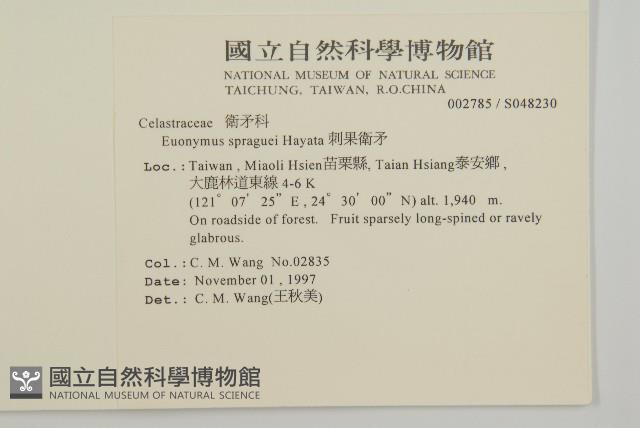 國立自然科學博物館
NATIONAL MUSEUM OF NATURAL SCIENCE
TAICHUNG, TAIWAN, R.O.CHINA
002785 / S048230
Celastraceae 衛矛科
Euonymus spraguei Hayata 刺果衛矛
Loc.: Taiwan , Miaoli Hsien苗栗縣, Taian Hsiang泰安鄉 ,
大鹿林道東線 4-6 K
(121° 07’ 25” E , 24° 30’ 00” N) alt. 1,940 m.
On roadside of forest. Fruit sparsely long-spined or ravely
glabrous.
Col.: C. M. Wang No.02835
Date: November 01 , 1997
Det.: C. M. Wang(王秋美)
國立自然科學博物館
NATIONAL MUSEUM OF NATURAL SCIENCE